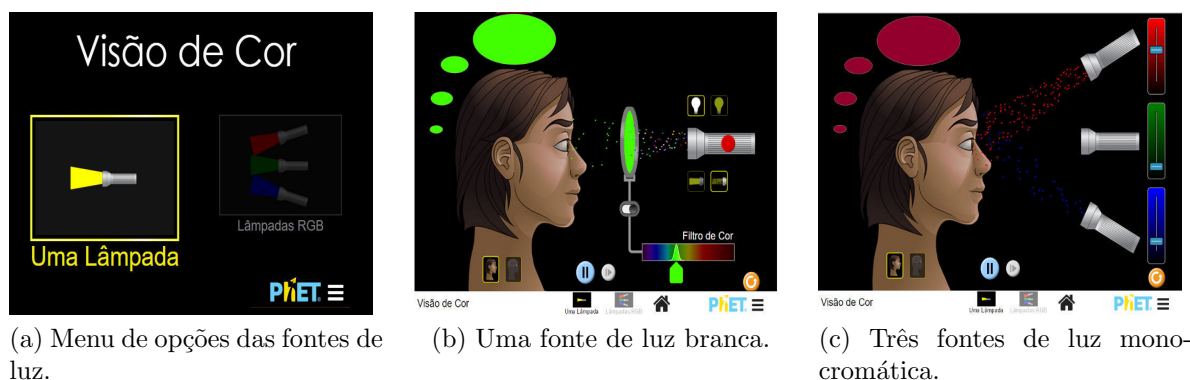 Visão de Cor
Uma Lâmpada
Lâmpadas RGB
PhET
(a) Menu de opções das fontes de
luz.
Filtro de Cor
Visão de Cor
Uma Lâmpada
Lâmpadas RGB
PhET
(b) Uma fonte de luz branca.
Visão de Cor
Uma Lâmpada
Lâmpadas RGB
PhET
(c) Três fontes de luz mono-
cromática.